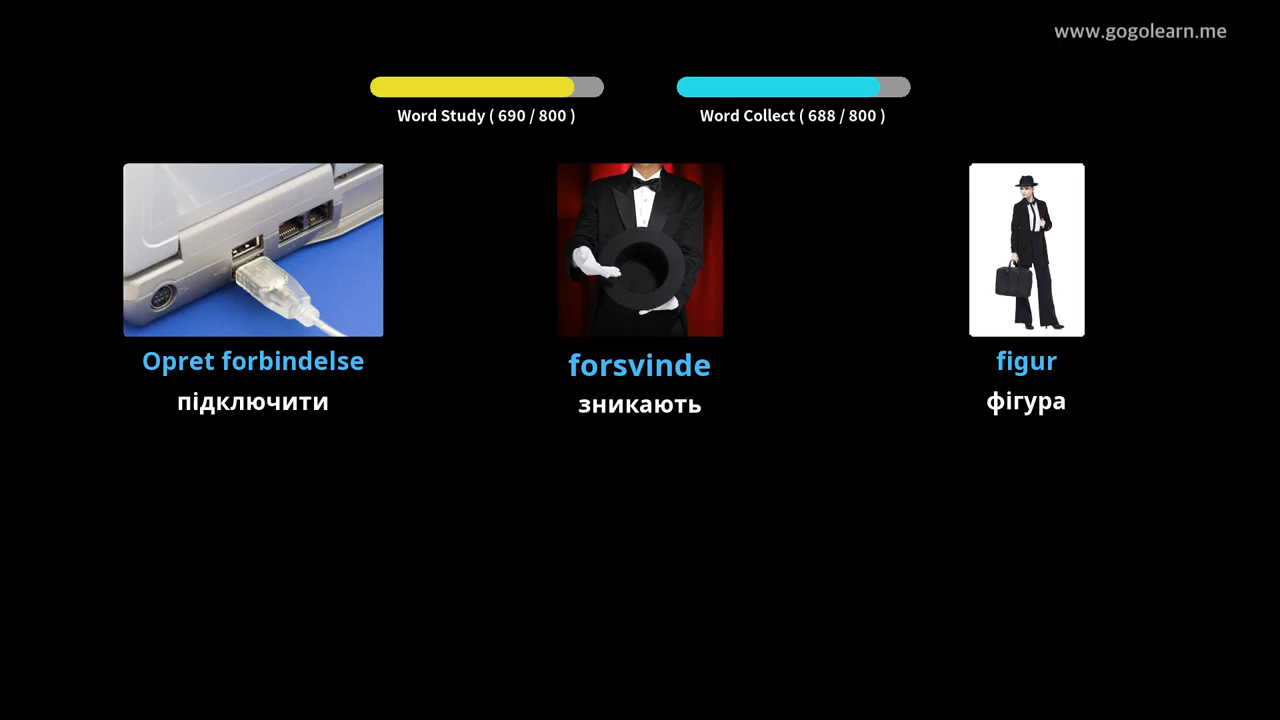 www.gogolearn.me
Word Study ( 690 / 800 )
Word Collect ( 688 / 800 )
Opret forbindelse
підключити
forsvinde
зникають
figur
фігура